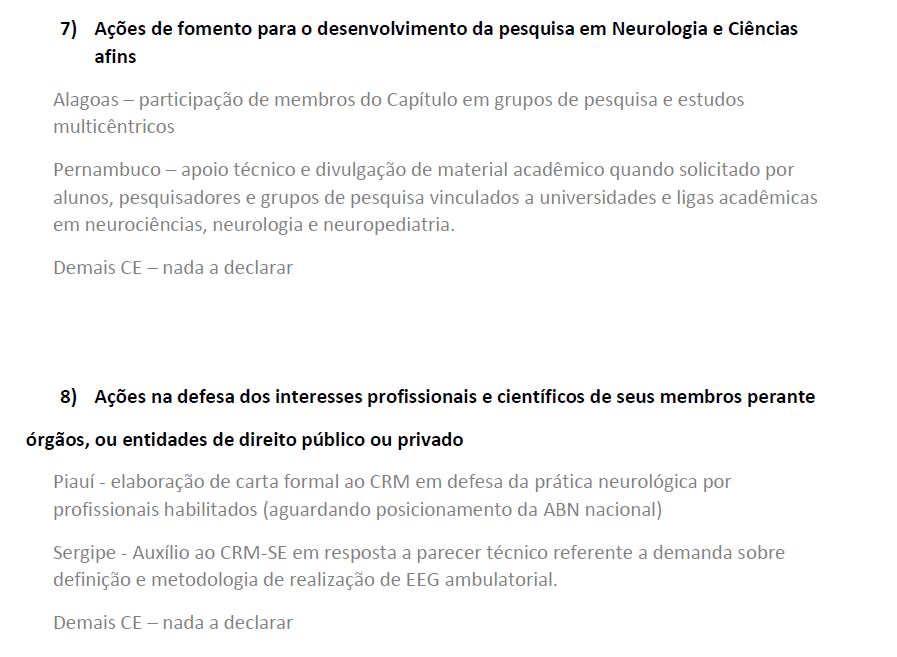 7) Ações de fomento para o desenvolvimento da pesquisa em Neurologia e Ciências
afins
Alagoas – participação de membros do Capítulo em grupos de pesquisa e estudos
multicêntricos
Pernambuco – apoio técnico e divulgação de material acadêmico quando solicitado por
alunos, pesquisadores e grupos de pesquisa vinculados a universidades e ligas acadêmicas
em neurociências, neurologia e neuropediatria.
Demais CE – nada a declarar
8) Ações na defesa dos interesses profissionais e científicos de seus membros perante
órgãos, ou entidades de direito público ou privado
Piauí - elaboração de carta formal ao CRM em defesa da prática neurológica por
profissionais habilitados (aguardando posicionamento da ABN nacional)
Sergipe - Auxílio ao CRM-SE em resposta a parecer técnico referente a demanda sobre
definição e metodologia de realização de EEG ambulatorial.
Demais CE – nada a declarar